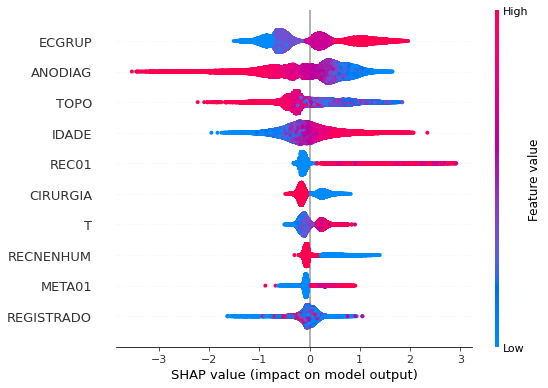 High
ECGRUP
ANODIAG
TOPO
IDADE
REC01
CIRURGIA
T
RECNENHUM
META01
REGISTRADO
Feature value
Low
−3 −2 −1 0 1 2 3
SHAP value (impact on model output)